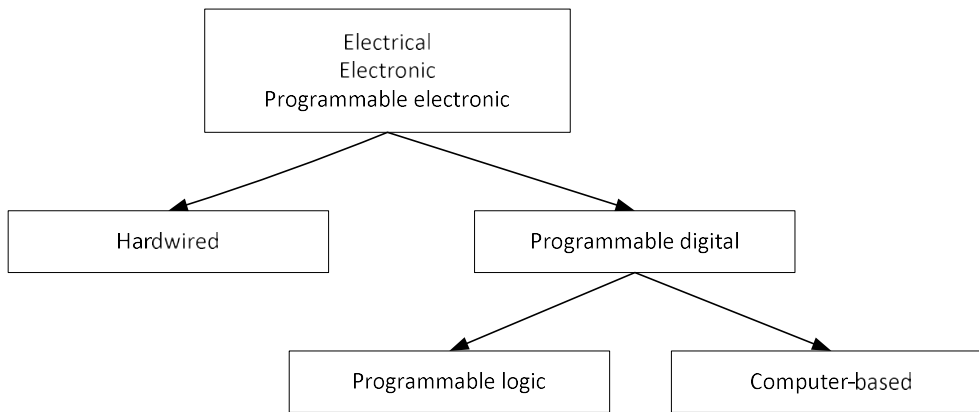 Electrical
Electronic
Programmable electronic
Hardwired
Programmable digital
Programmable logic
Computer-based